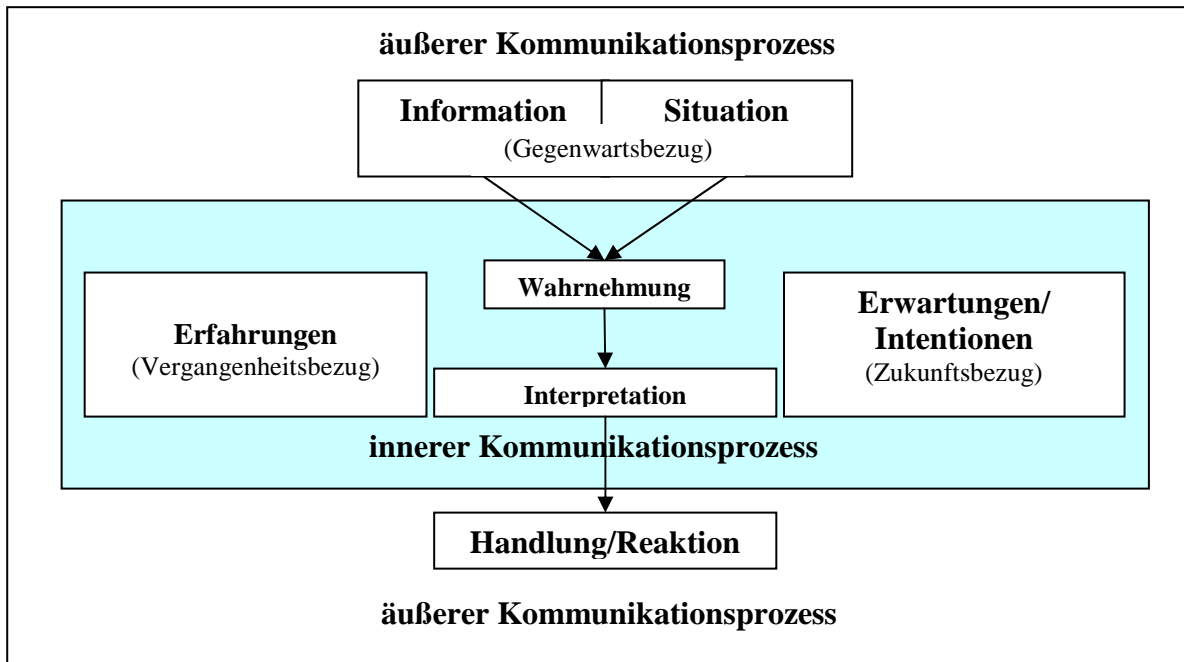 äußerer Kommunikationsprozess
Information Situation
(Gegenwartsbezug)
Wahrnehmung
Erfahrungen
(Vergangenheitsbezug)
Erwartungen/
Intentionen
(Zukunftsbezug)
Interpretation
innerer Kommunikationsprozess
Handlung/Reaktion
äußerer Kommunikationsprozess